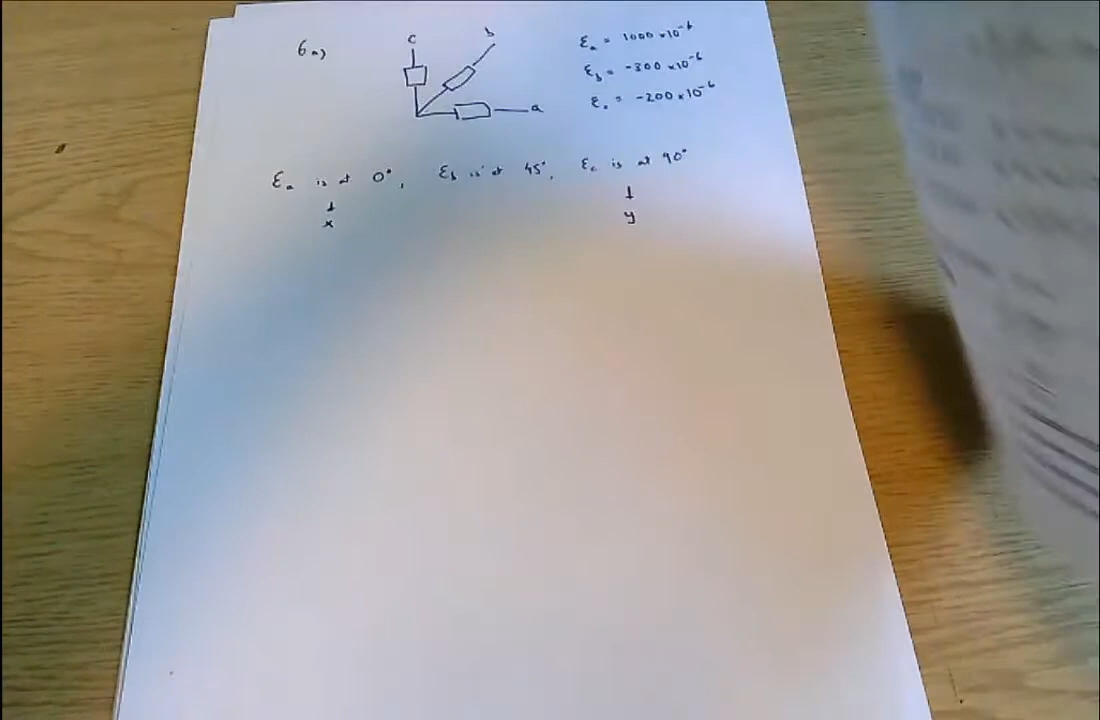 6a)
c
b
a
εa = 1000 ×10⁻⁶
εb = -300 ×10⁻⁶
εc = -200 ×10⁻⁶
εa is at 0°, εb is at 45°, εc is at 90°
↓ ↓
x y